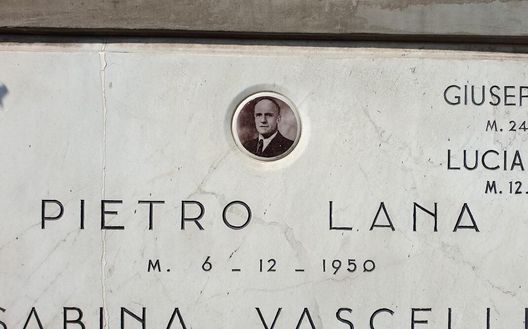 GIUSEP
M. 24
LUCIA
M. 12.
PIETRO LANA
M. 6 - 12 - 1950
SABINA VASCELL